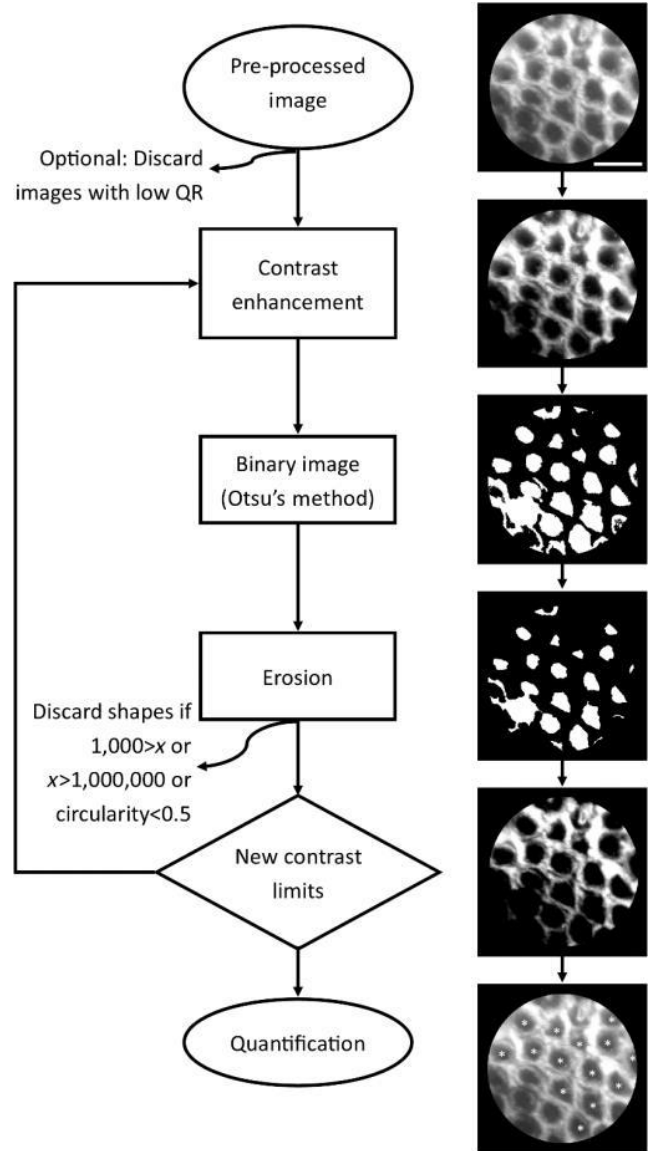 Pre-processed
image
Optional: Discard
images with low QR
Contrast
enhancement
Binary image
(Otsu's method)
Erosion
Discard shapes if
1,000>x or
x>1,000,000 or
circularity<0.5
New contrast
limits
Quantification